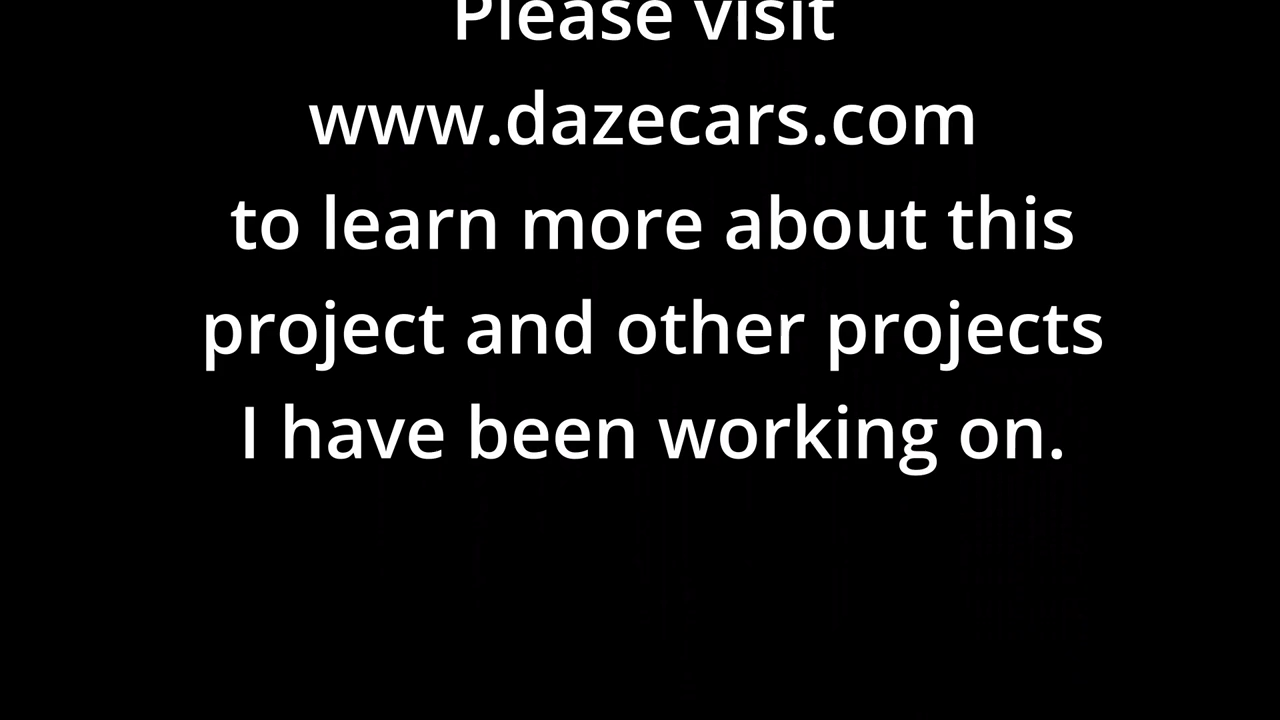 Please visit
www.dazecars.com
to learn more about this
project and other projects
I have been working on.